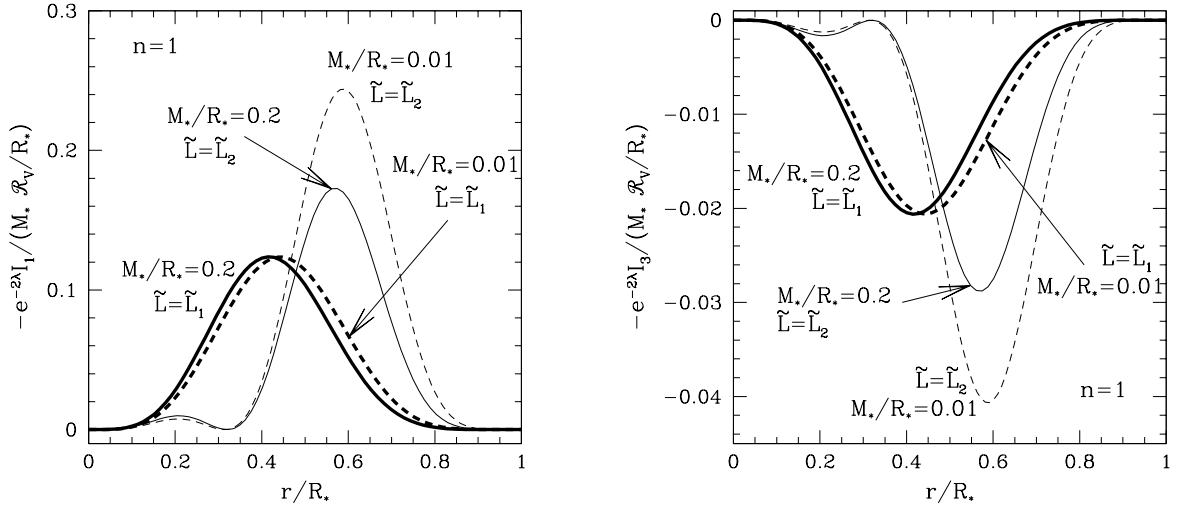 0.3
n=1
M*/R*=0.01
L̃=L̃₂
M*/R*=0.2
L̃=L̃₂
0.2
M*/R*=0.01
L̃=L̃₁
−e^{−2λ}I₁/(M* ℛ_V/R*)
M*/R*=0.2
L̃=L̃₁
0.1
0
0 0.2 0.4 0.6 0.8 1
r/R*
0
−0.01
M*/R*=0.2
L̃=L̃₁
−0.02
−e^{−2λ}I₃/(M* ℛ_V/R*)
L̃=L̃₁
M*/R*=0.01
M*/R*=0.2
L̃=L̃₂
−0.03
L̃=L̃₂
M*/R*=0.01
n=1
−0.04
0 0.2 0.4 0.6 0.8 1
r/R*